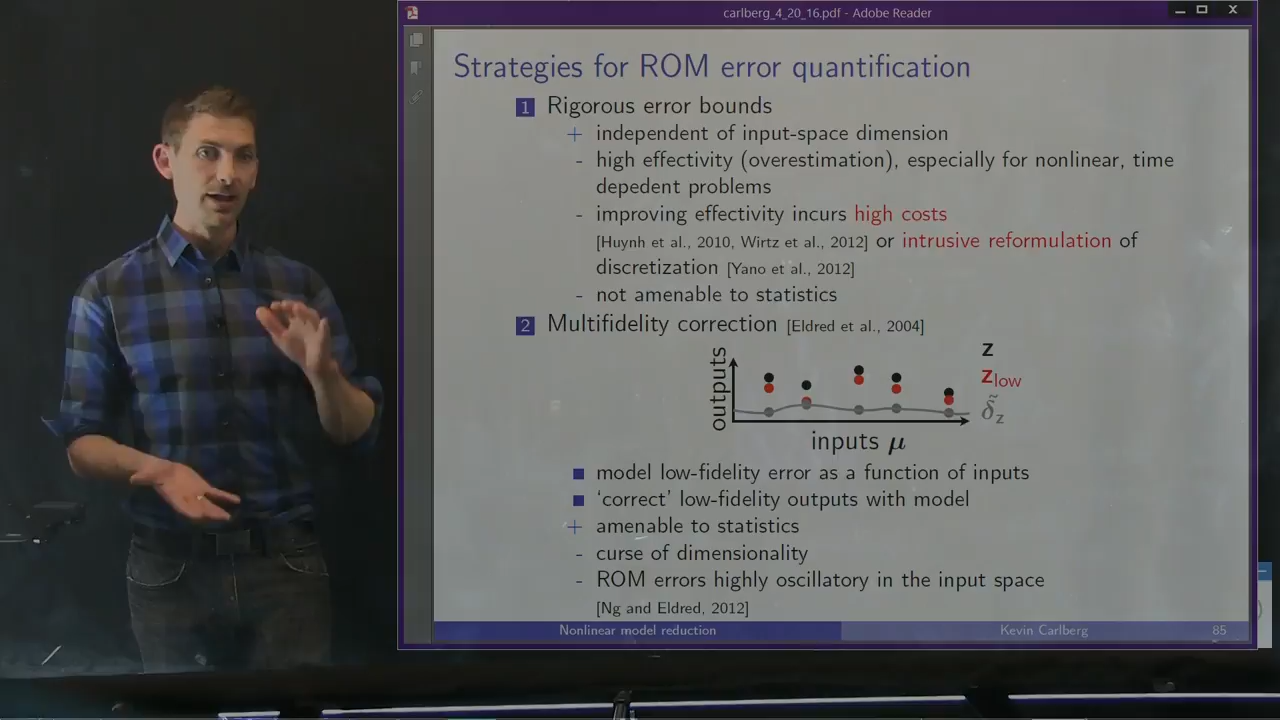 carlberg_4_20_16.pdf - Adobe Reader
Strategies for ROM error quantification
1 Rigorous error bounds
+ independent of input-space dimension
- high effectivity (overestimation), especially for nonlinear, time
depedent problems
- improving effectivity incurs high costs
[Huynh et al., 2010, Wirtz et al., 2012] or intrusive reformulation of
discretization [Yano et al., 2012]
- not amenable to statistics
2 Multifidelity correction [Eldred et al., 2004]
outputs
z
z_low
δ̃_z
inputs μ
■ model low-fidelity error as a function of inputs
■ ‘correct’ low-fidelity outputs with model
+ amenable to statistics
- curse of dimensionality
- ROM errors highly oscillatory in the input space
[Ng and Eldred, 2012]
Nonlinear model reduction Kevin Carlberg 85